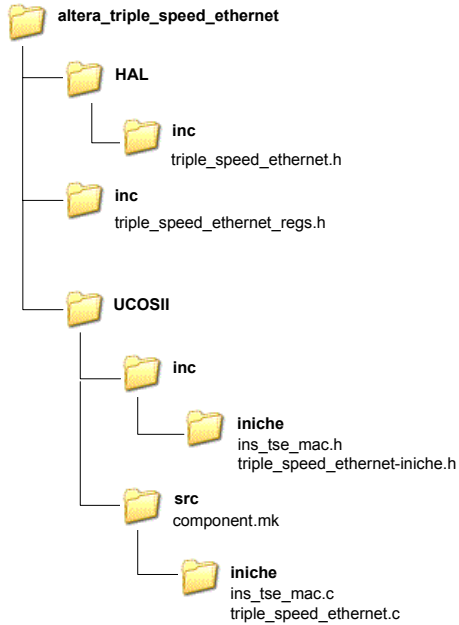 altera_triple_speed_ethernet
HAL
inc
triple_speed_ethernet.h
inc
triple_speed_ethernet_regs.h
UCOSII
inc
iniche
ins_tse_mac.h
triple_speed_ethernet-iniche.h
src
component.mk
iniche
ins_tse_mac.c
triple_speed_ethernet.c